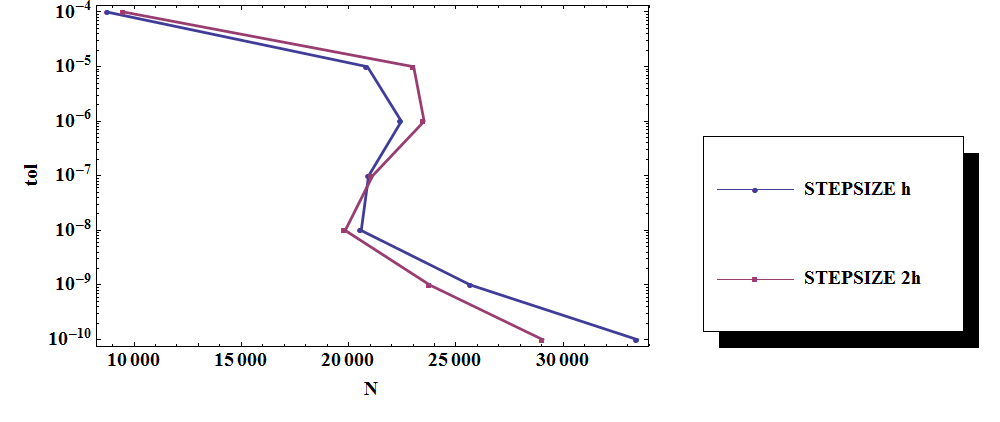 10⁻⁴
10⁻⁵
10⁻⁶
10⁻⁷
10⁻⁸
10⁻⁹
10⁻¹⁰
tol
10 000 15 000 20 000 25 000 30 000
N
STEPSIZE h
STEPSIZE 2h